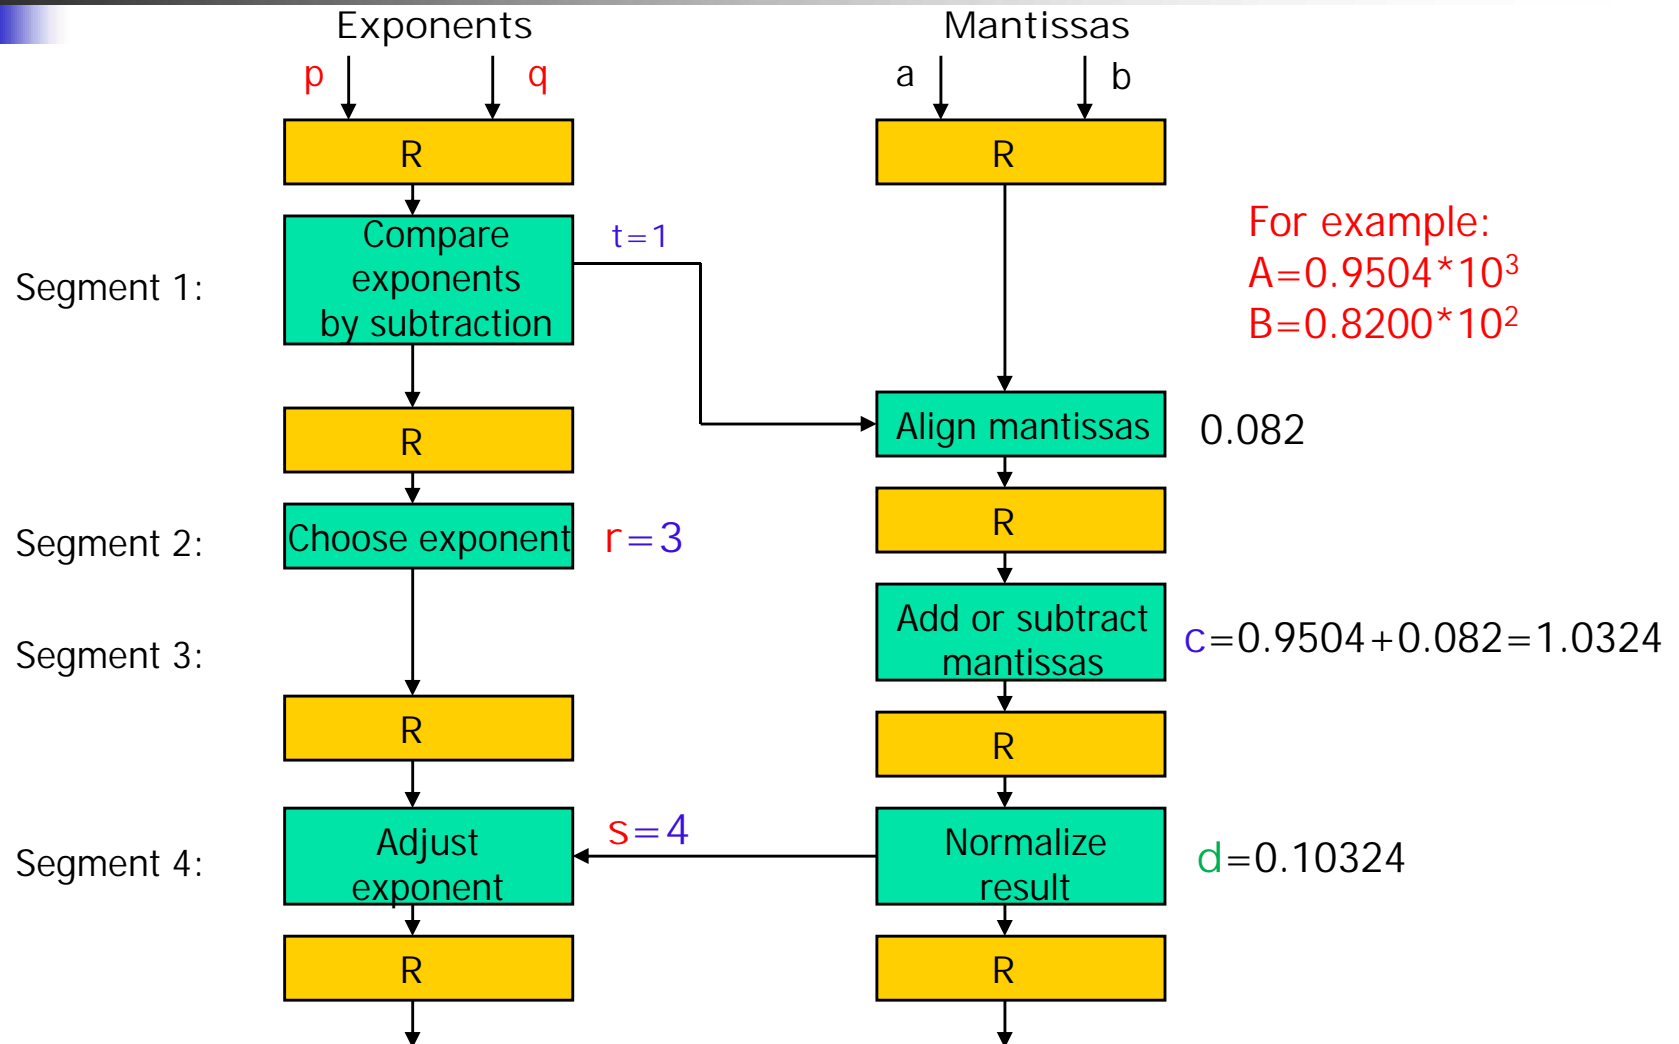 Exponents
Mantissas
p
q
a
b
R
R
Segment 1:
Compare
exponents
by subtraction
t=1
For example:
A=0.9504*10³
B=0.8200*10²
R
Align mantissas
0.082
Segment 2:
Choose exponent
r=3
R
Segment 3:
Add or subtract
mantissas
c=0.9504+0.082=1.0324
R
R
Segment 4:
Adjust
exponent
s=4
Normalize
result
d=0.10324
R
R